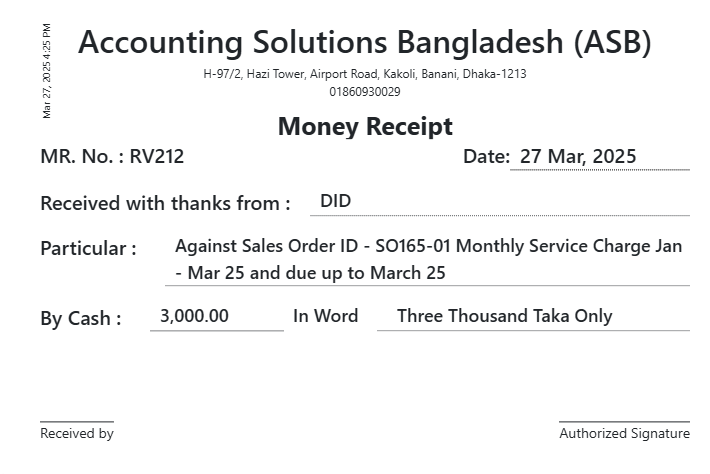 Mar 27, 2025 4:25 PM
Accounting Solutions Bangladesh (ASB)
H-97/2, Hazi Tower, Airport Road, Kakoli, Banani, Dhaka-1213
01860930029
Money Receipt
MR. No. : RV212 Date: 27 Mar, 2025
Received with thanks from : DID
Particular : Against Sales Order ID - SO165-01 Monthly Service Charge Jan
- Mar 25 and due up to March 25
By Cash : 3,000.00 In Word Three Thousand Taka Only
Received by Authorized Signature